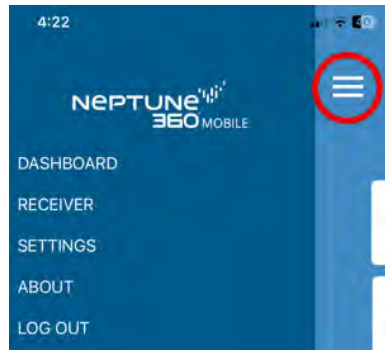 4:22
NEPTUNE
360 MOBILE
DASHBOARD
RECEIVER
SETTINGS
ABOUT
LOG OUT